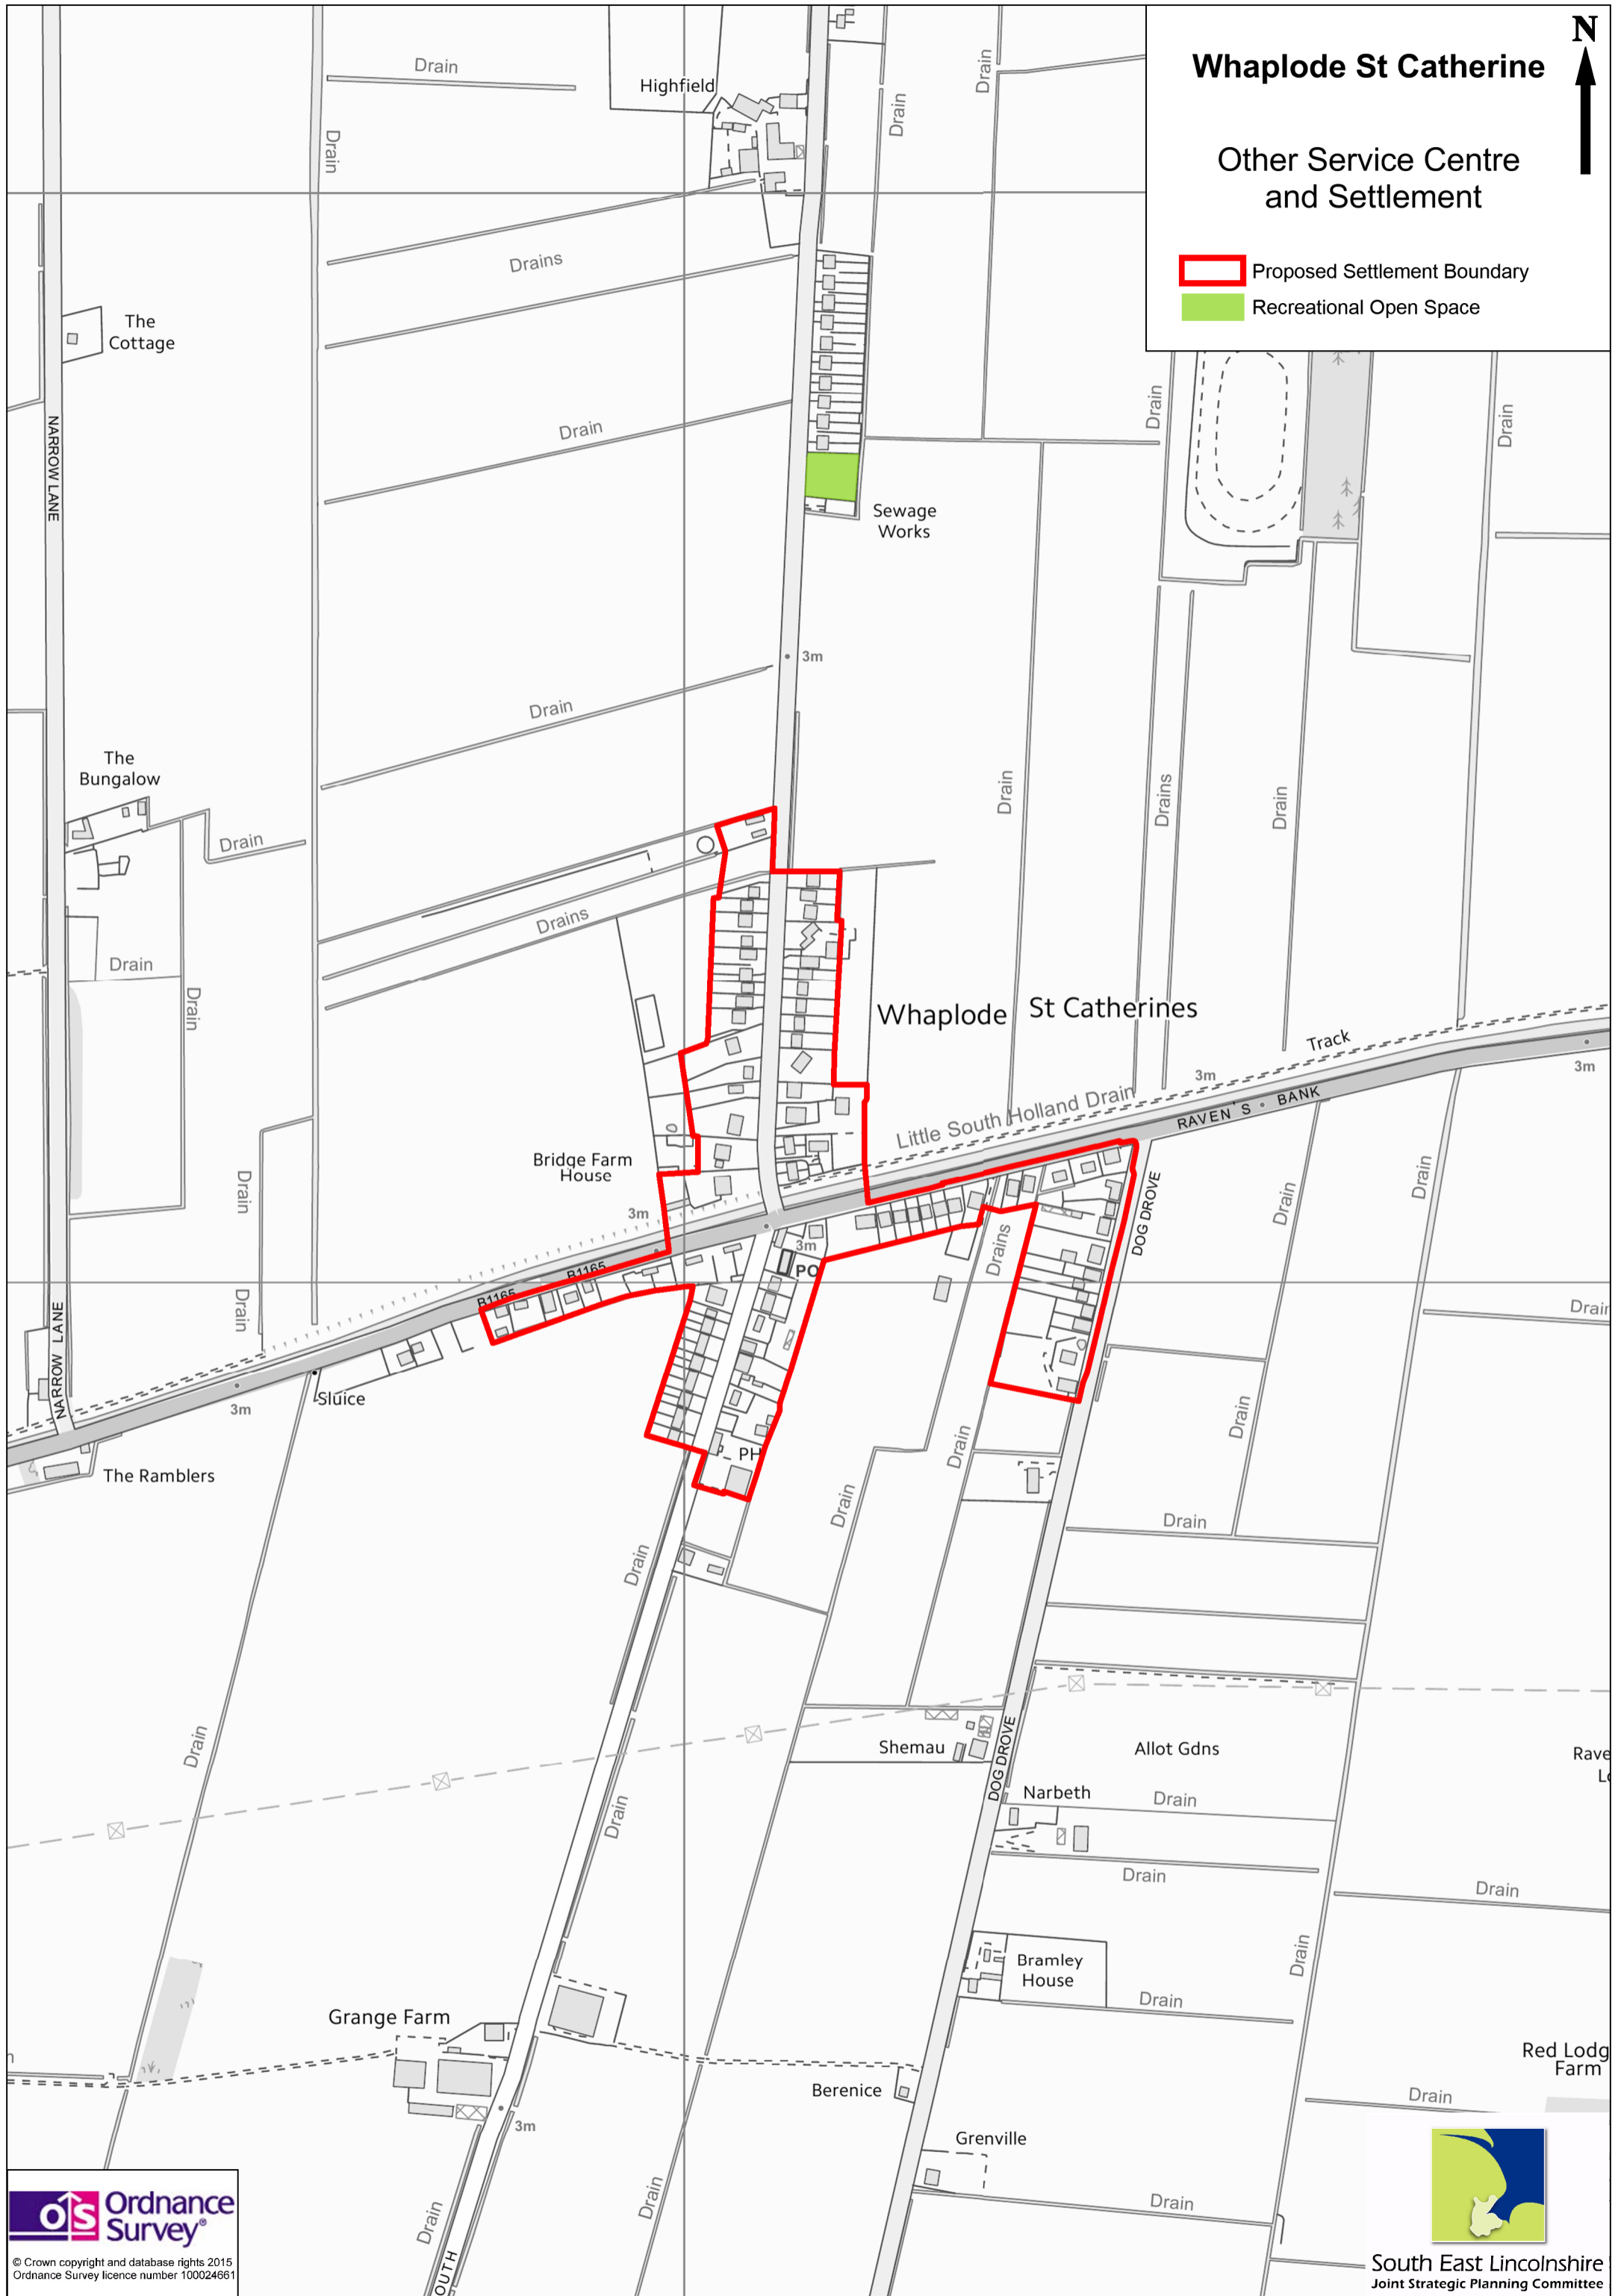 N
Whaplode St Catherine
Other Service Centre
and Settlement
Proposed Settlement Boundary
Recreational Open Space
Drain
Drain
Drain
Drain
Highfield
Drain
Drains
The
Cottage
NARROW LANE
Drain
Drain
Drain
Sewage
Works
3m
Drain
The
Bungalow
Drain
Drain
Drains
Drain
Drains
Drain
Drain
Whaplode St Catherines
Track
3m
3m
Little South Holland Drain
RAVEN'S BANK
Bridge Farm
House
Drain
3m
DOG DROVE
Drain
Drain
Drains
3m
PO
B1165
B1165
Drain
NARROW LANE
Sluice
3m
Drain
Drain
PH
The Ramblers
Drain
Drain
Drain
Drain
Shemau
DOG DROVE
Allot Gdns
Narbeth
Drain
Drain
Drain
Drain
Bramley
House
Drain
Drain
Grange Farm
Red Lodg
Farm
Berenice
Drain
3m
Grenville
Drain
Drain
Drain
OUTH
OS Ordnance
Survey®
© Crown copyright and database rights 2015
Ordnance Survey licence number 100024661
South East Lincolnshire
Joint Strategic Planning Committee